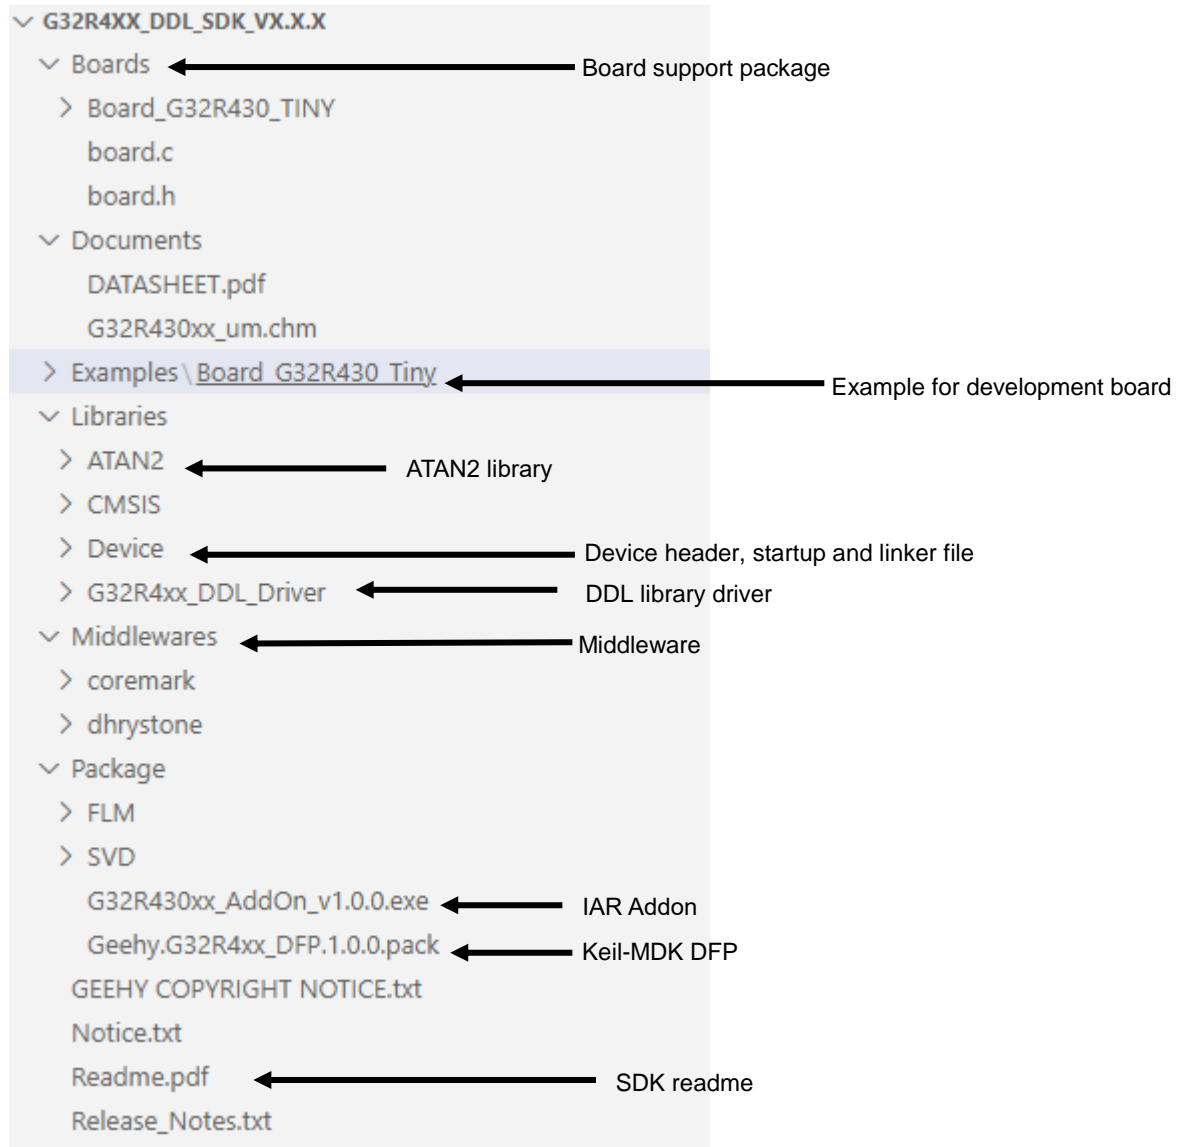 G32R4XX_DDL_SDK_VX.X.X
Boards Board support package
Board_G32R430_TINY
board.c
board.h
Documents
DATASHEET.pdf
G32R430xx_um.chm
Examples\Board_G32R430_Tiny Example for development board
Libraries
ATAN2 ATAN2 library
CMSIS
Device Device header, startup and linker file
G32R4xx_DDL_Driver DDL library driver
Middlewares Middleware
coremark
dhrystone
Package
FLM
SVD
G32R430xx_AddOn_v1.0.0.exe IAR Addon
Geehy.G32R4xx_DFP.1.0.0.pack Keil-MDK DFP
GEEHY COPYRIGHT NOTICE.txt
Notice.txt
Readme.pdf SDK readme
Release_Notes.txt